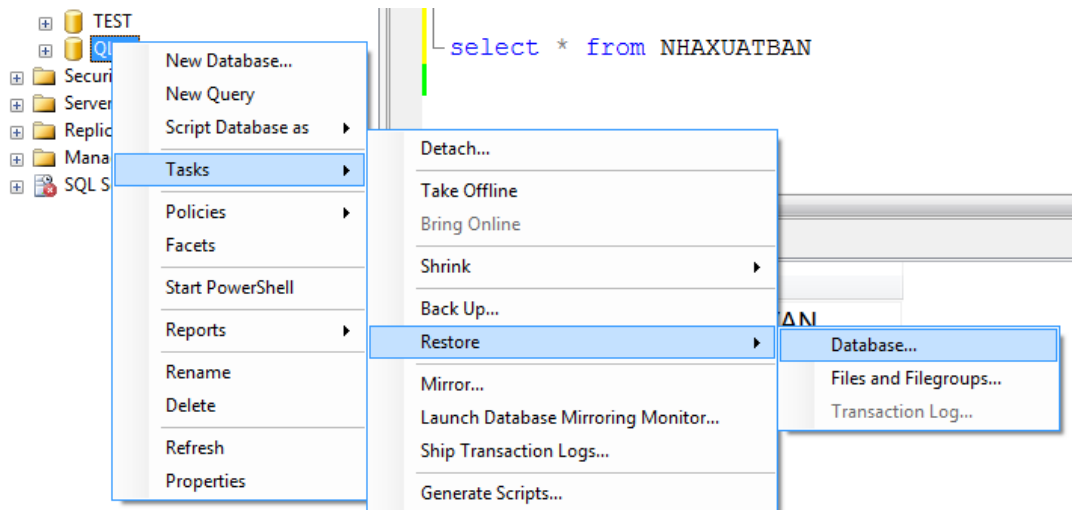 TEST
select * from NHAXUATBAN
New Database...
New Query
Script Database as
Tasks
Policies
Facets
Start PowerShell
Reports
Rename
Delete
Refresh
Properties
Detach...
Take Offline
Bring Online
Shrink
Back Up...
Restore
Mirror...
Launch Database Mirroring Monitor...
Ship Transaction Logs...
Generate Scripts...
Database...
Files and Filegroups...
Transaction Log...